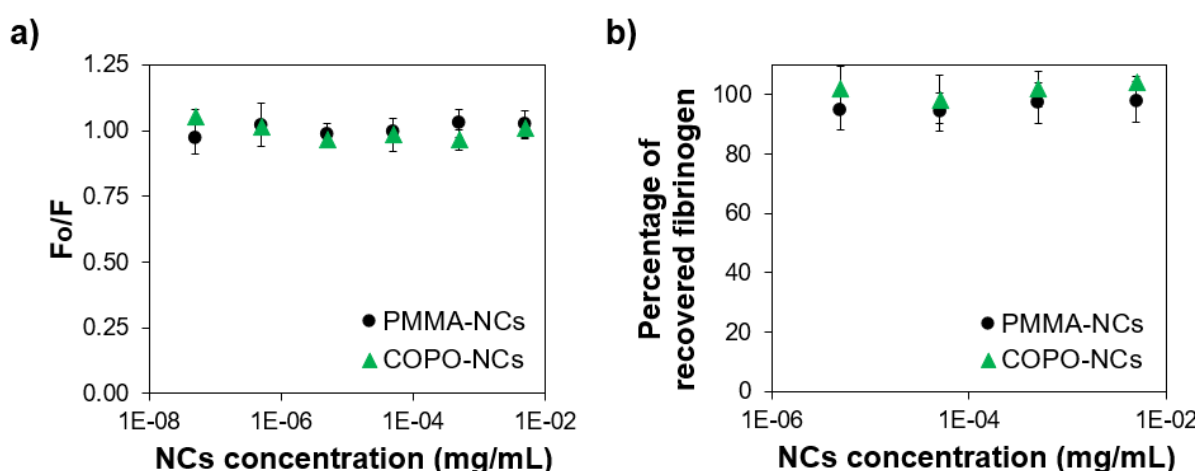 a)
1.25
1.00
0.75
0.50
0.25
0.00
Fo/F
PMMA-NCs
COPO-NCs
1E-08
1E-06
1E-04
1E-02
NCs concentration (mg/mL)
b)
100
80
60
40
20
0
Percentage of
recovered fibrinogen
PMMA-NCs
COPO-NCs
1E-06
1E-04
1E-02
NCs concentration (mg/mL)